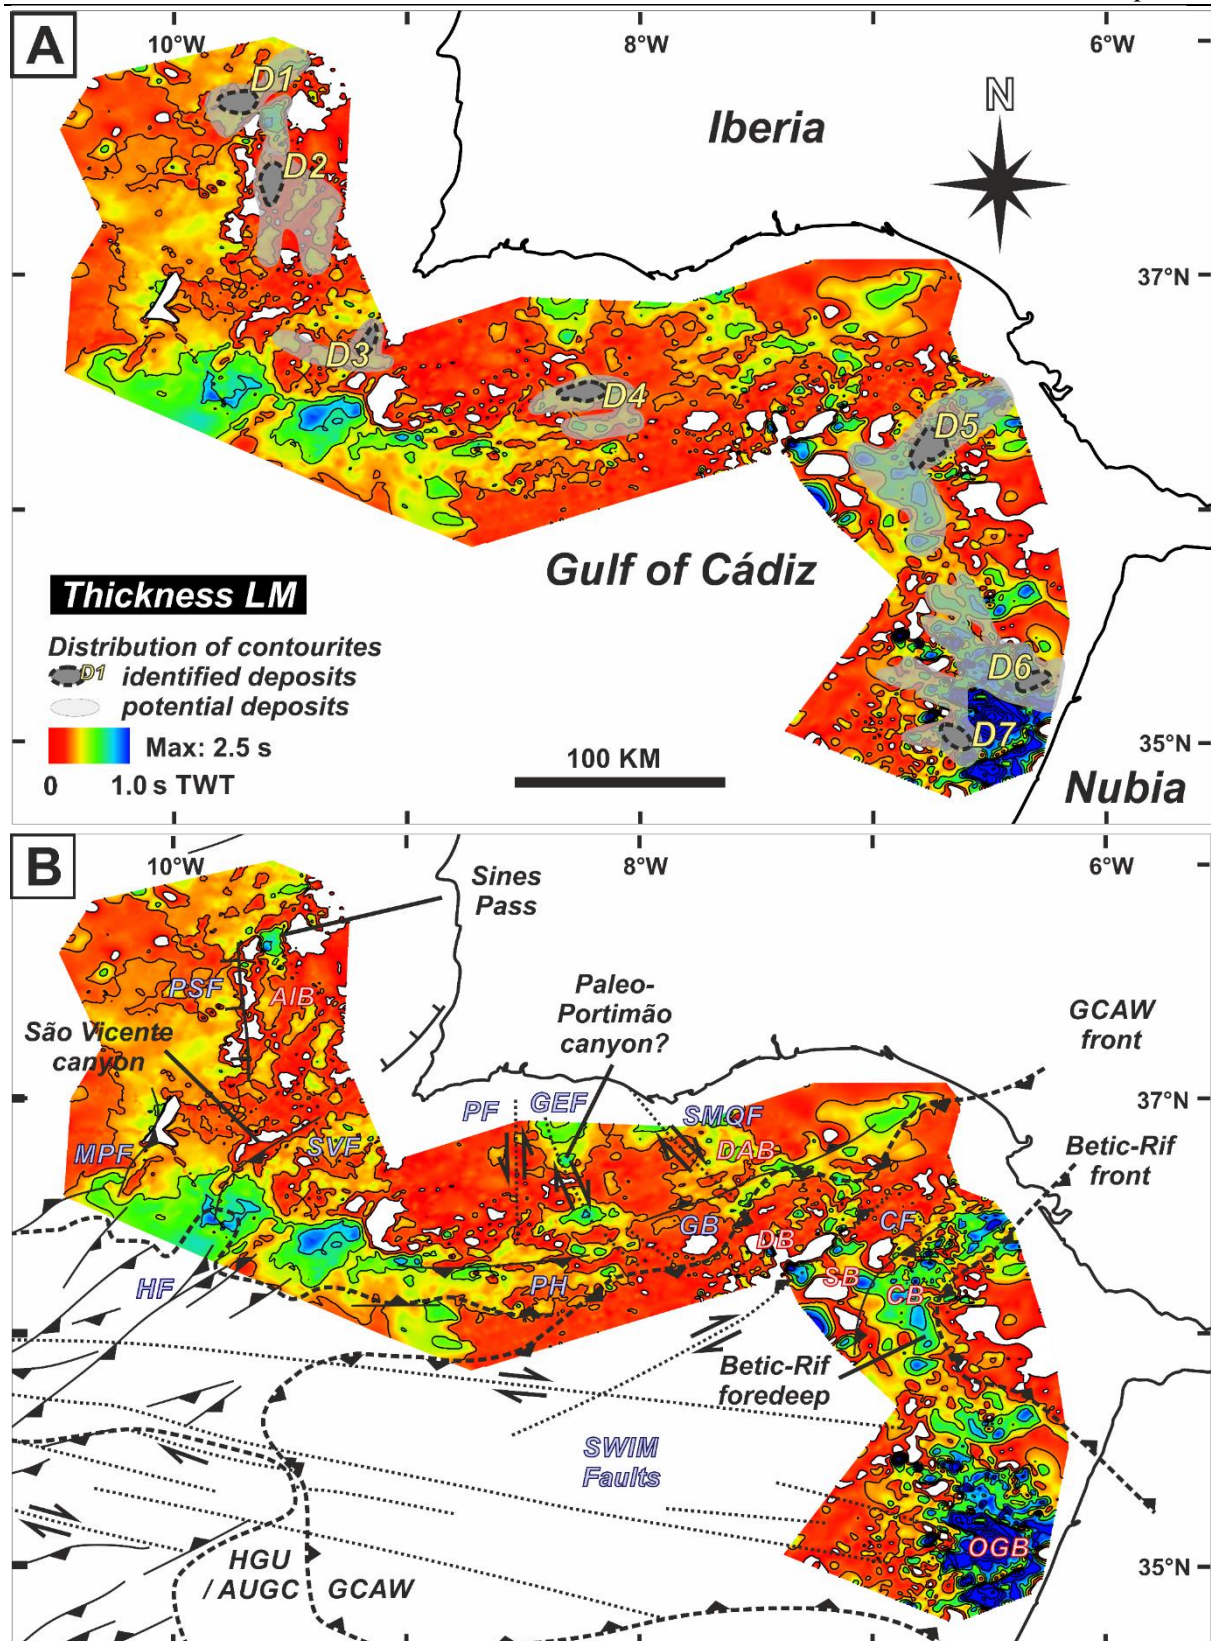 A
10°W
8°W
6°W
D1
N
Iberia
D2
37°N
D3
D4
D5
Gulf of Cádiz
Thickness LM
Distribution of contourites
D1 identified deposits
D6
potential deposits
D7
Max: 2.5 s
100 KM
35°N
0
1.0 s TWT
Nubia
B
10°W
8°W
6°W
Sines
Pass
PSF
AIB
Paleo-
Portimão
canyon?
GCAW
front
São Vicente
canyon
PF
GEF
SMQF
37°N
MPF
SVF
DAB
Betic-Rif
front
GB
CF
DB
HF
PH
SB
CB
Betic-Rif
foredeep
SWIM
Faults
OGB
HGU
/ AUGC
GCAW
35°N